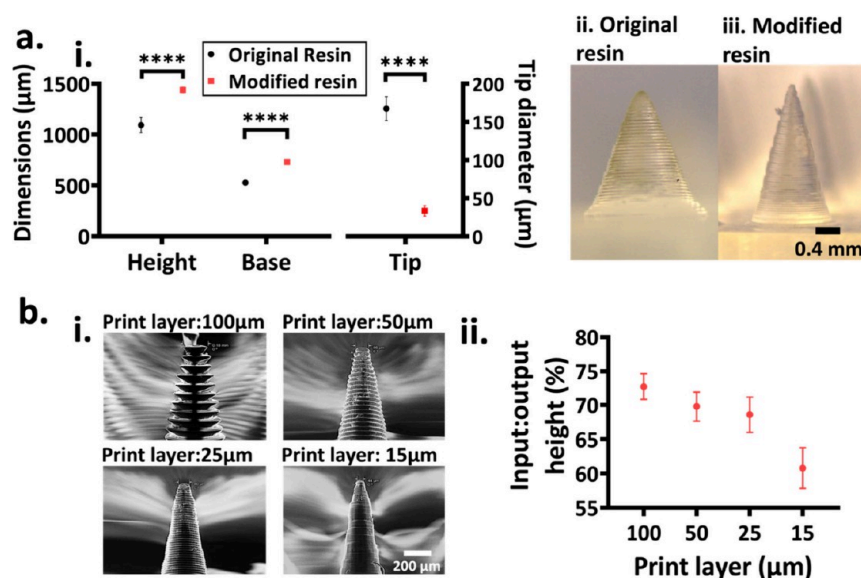 a.
i.
**** 
Original Resin
Modified resin
****
****
Dimensions (µm)
1500
1000
500
0
Height
Base
Tip
200
150
100
50
0
Tip diameter
(µm)
ii. Original
resin
iii. Modified
resin
0.4 mm
b.
i.
Print layer:100µm
Print layer:50µm
Print layer:25µm
Print layer: 15µm
200 µm
ii.
Input:output
height (%)
80
75
70
65
60
55
100
50
25
15
Print layer (µm)